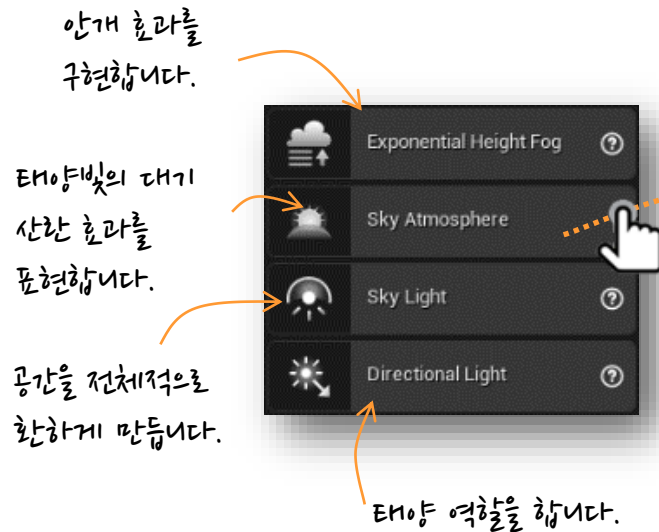 안개 효과를
구현합니다.
Exponential Height Fog
태양빛의 대기
산란 효과를
표현합니다.
Sky Atmosphere
Sky Light
공간을 전체적으로
환하게 만듭니다.
Directional Light
태양 역할을 합니다.